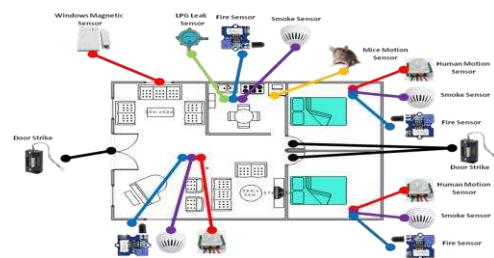 Windows Magnetic
Sensor
LPG Leak
Sensor
Fire Sensor
Smoke Sensor
Mice Motion
Sensor
Human Motion
Sensor
Smoke Sensor
Fire Sensor
Door Strike
Door Strike
Human Motion
Sensor
Smoke Sensor
Fire Sensor